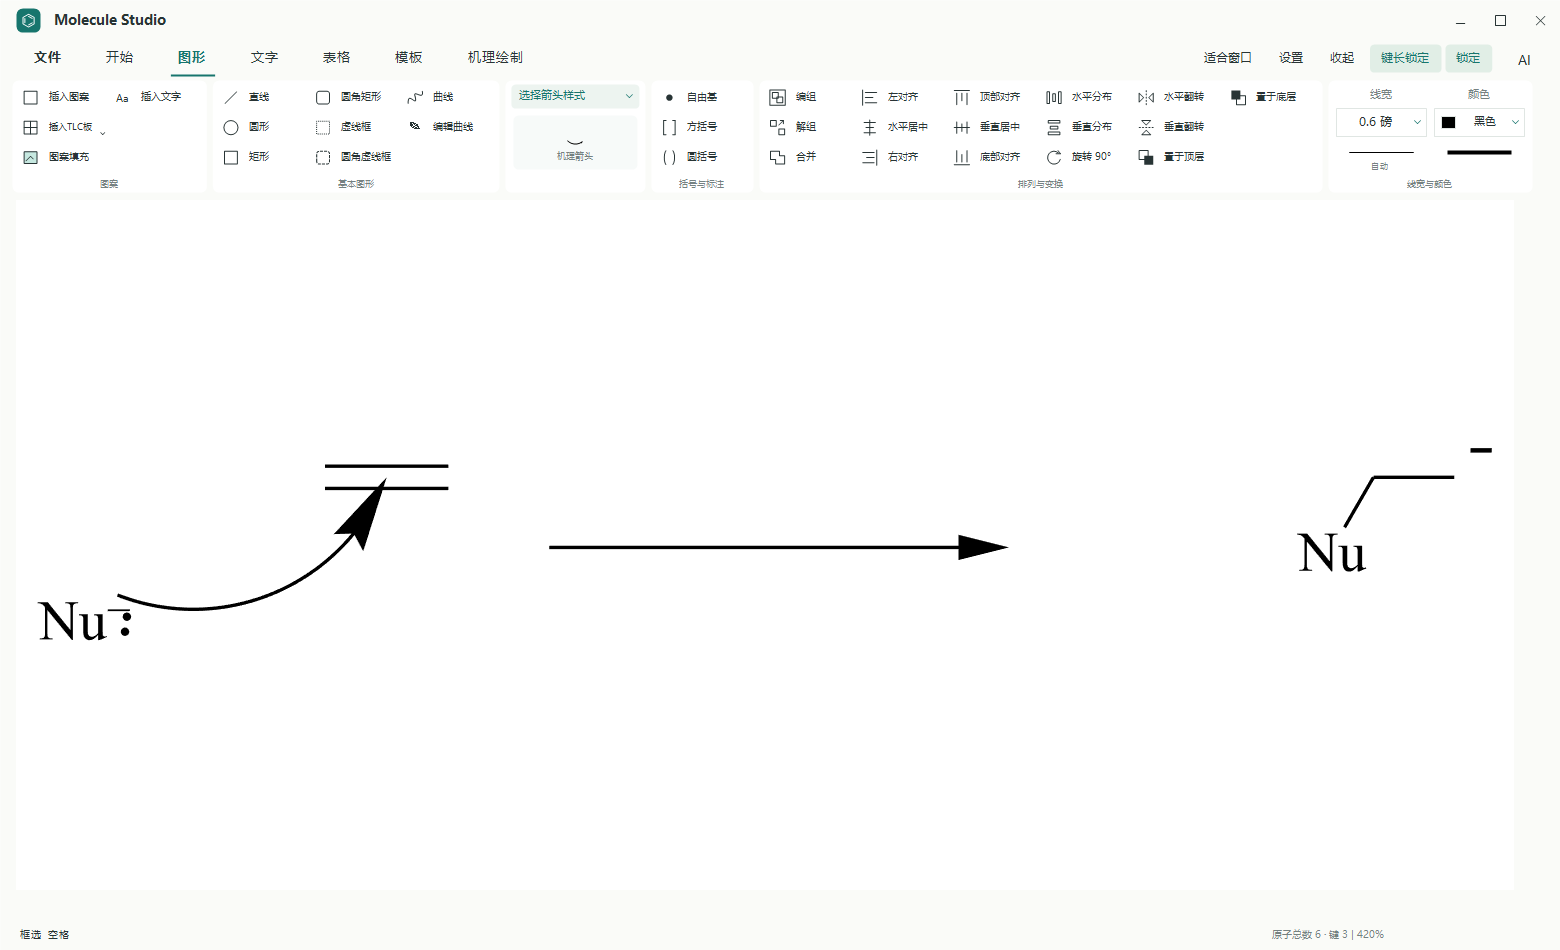 Molecule Studio
文件 开始 图形 文字 表格 模板 机理绘制 适合窗口 设置 收起 键长锁定 锁定 AI
插入图案 Aa 插入文字 直线 圆角矩形 曲线 选择箭头样式 自由基 编组 左对齐 顶部对齐 水平分布 水平翻转 置于底层 线宽 颜色
插入TLC板 圆形 虚线框 编辑曲线 方括号 解组 水平居中 垂直居中 垂直分布 垂直翻转 0.6 磅 黑色
图案填充 矩形 圆角虚线框 机理箭头 圆括号 合并 右对齐 底部对齐 旋转 90° 置于顶层 自动
图案 基本图形 括号与标注 排列与变换 线宽与颜色
Nu
Nu
框选 空格 原子总数 6 · 键 3 | 420%